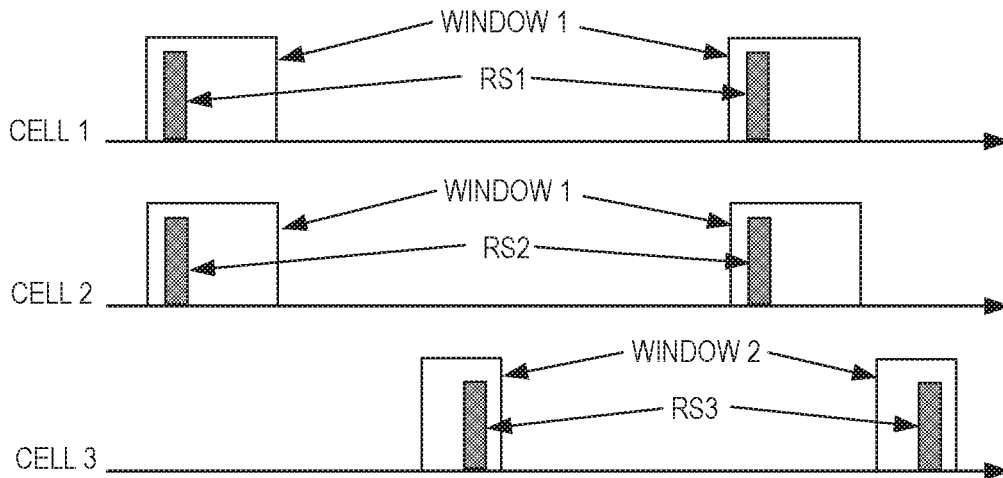 WINDOW 1
RS1
CELL 1
WINDOW 1
RS2
CELL 2
WINDOW 2
RS3
CELL 3